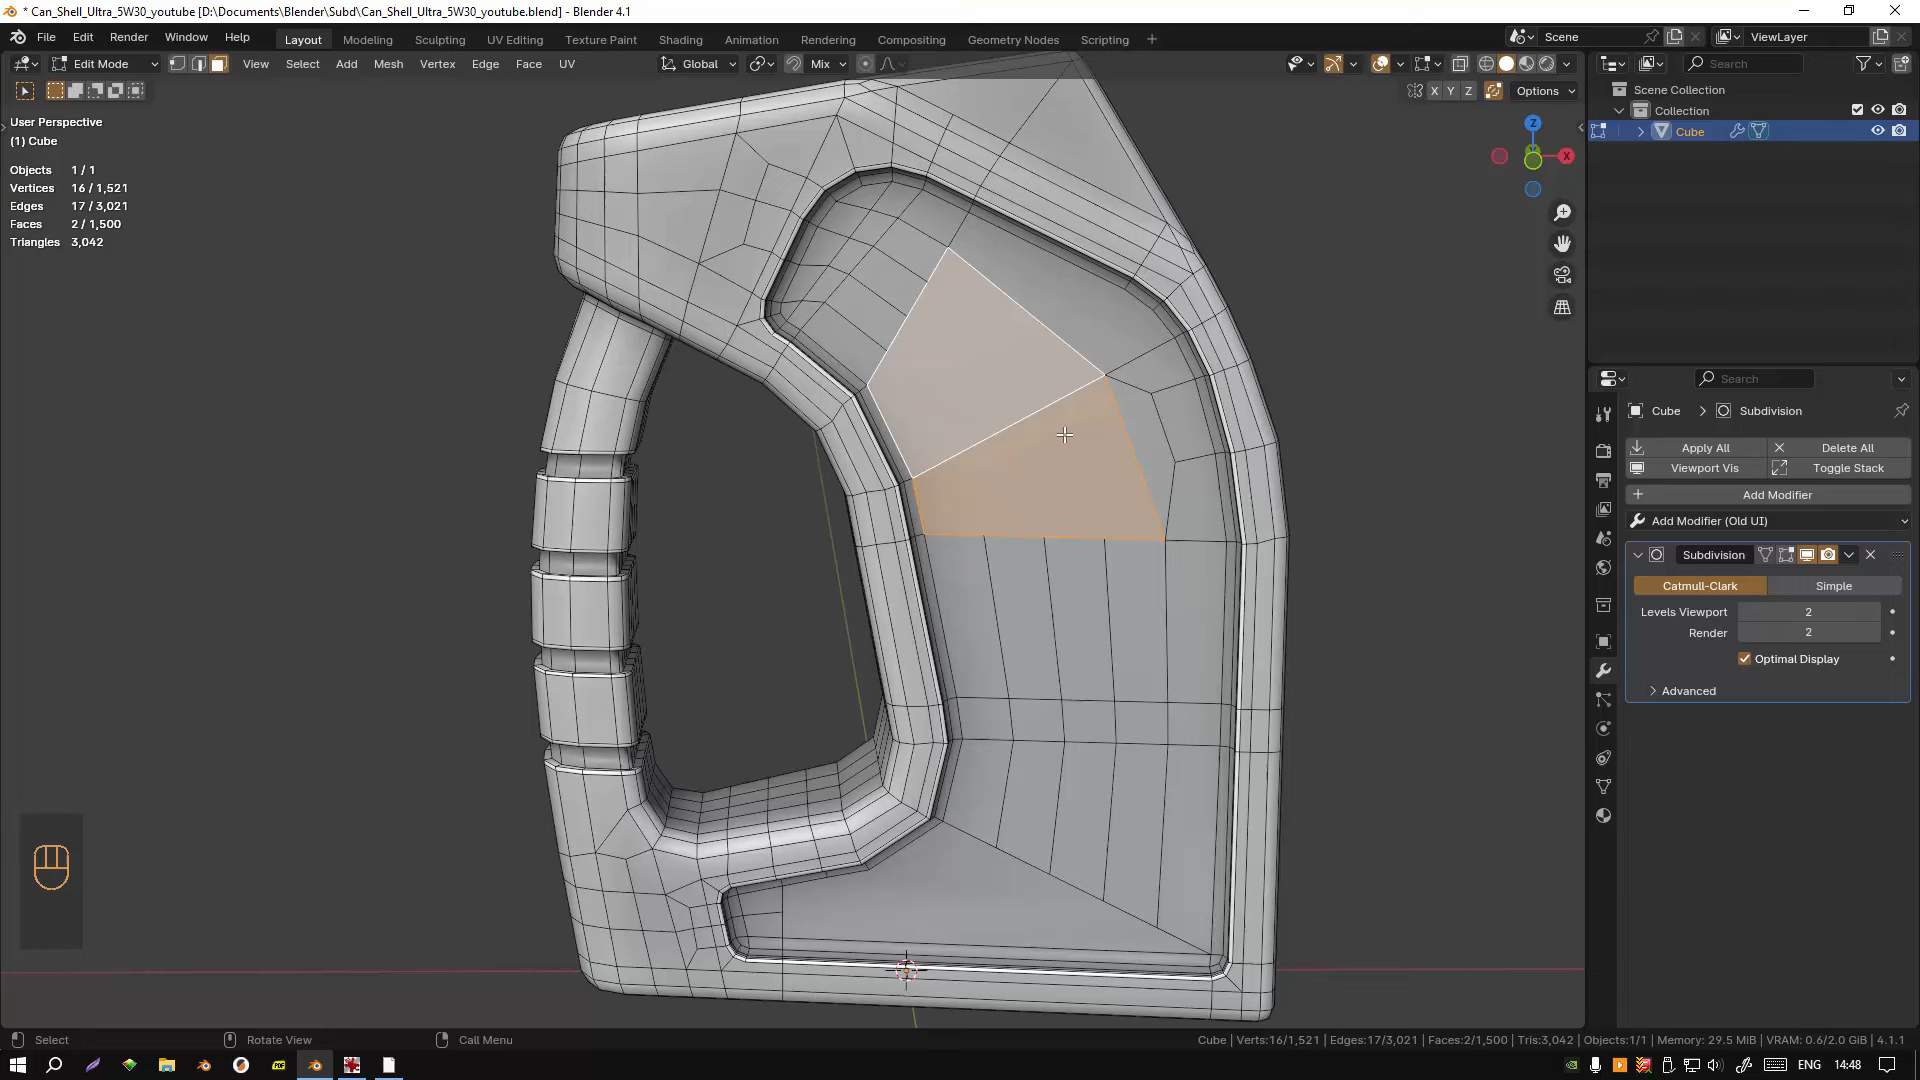 * Can_Shell_Ultra_5W30_youtube [D:\Documents\Blender\Subd\Can_Shell_Ultra_5W30_youtube.blend] - Blender 4.1
File Edit Render Window Help Layout Modeling Sculpting UV Editing Texture Paint Shading Animation Rendering Compositing Geometry Nodes Scripting +
Scene ViewLayer
Edit Mode View Select Add Mesh Vertex Edge Face UV Global Mix
Search
X Y Z Options
Scene Collection
Collection
Cube
User Perspective
(1) Cube
Objects 1 / 1
Vertices 16 / 1,521
Edges 17 / 3,021
Faces 2 / 1,500
Triangles 3,042
Z
X
Search
Cube > Subdivision
Apply All Delete All
Viewport Vis Toggle Stack
+ Add Modifier
Add Modifier (Old UI)
Subdivision
Catmull-Clark Simple
Levels Viewport 2
Render 2
Optimal Display
Advanced
Select Rotate View Call Menu
Cube | Verts:16/1,521 | Edges:17/3,021 | Faces:2/1,500 | Tris:3,042 | Objects:1/1 | Memory: 29.5 MiB | VRAM: 0.6/2.0 GiB | 4.1.1
ENG 14:48